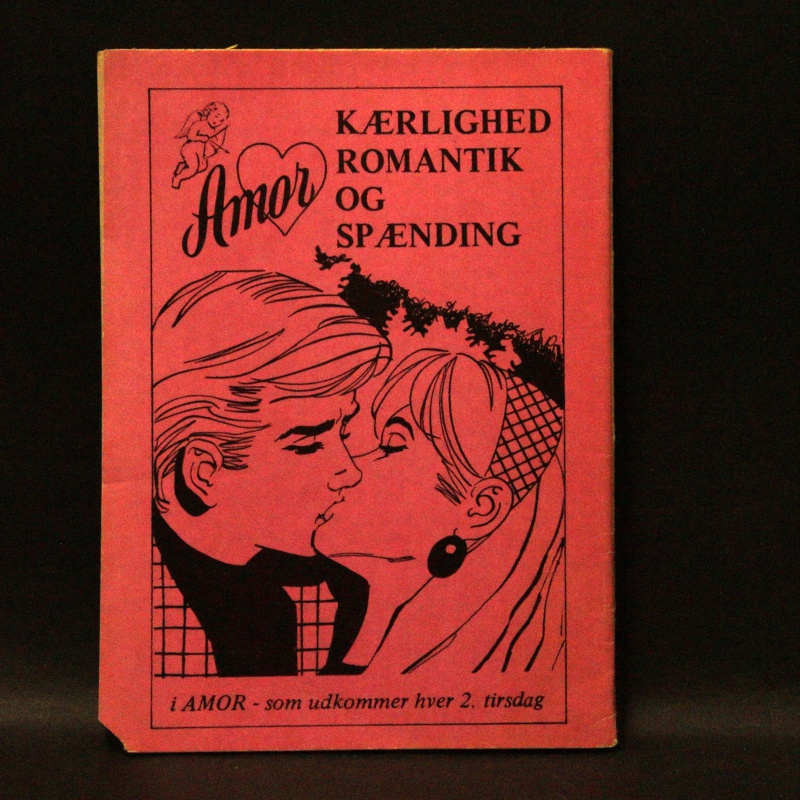 Amor
KÆRLIGHED
ROMANTIK
OG
SPÆNDING
i AMOR - som udkommer hver 2. tirsdag